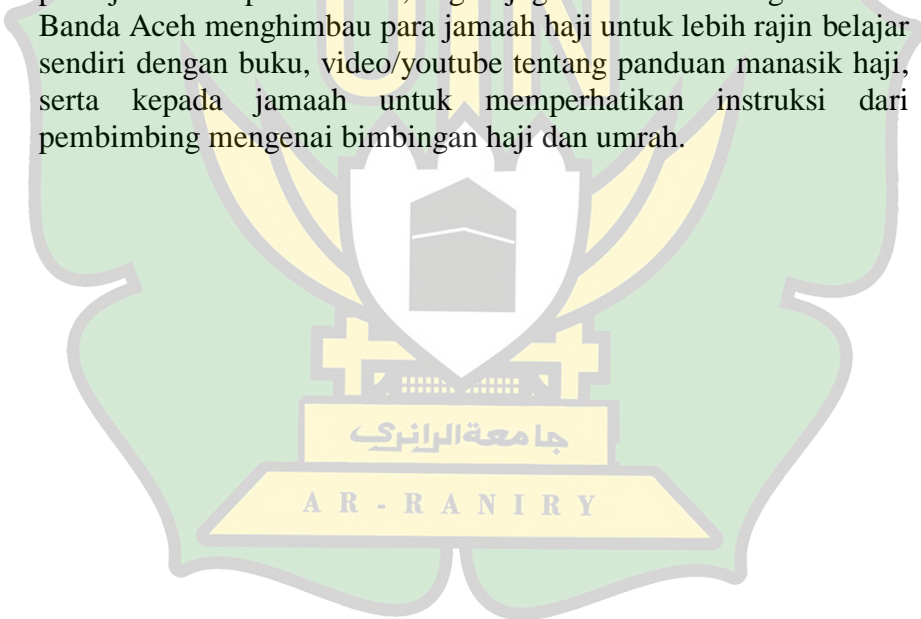 UIN
Banda Aceh menghimbau para jamaah haji untuk lebih rajin belajar
sendiri dengan buku, video/youtube tentang panduan manasik haji,
serta kepada jamaah untuk memperhatikan instruksi dari
pembimbing mengenai bimbingan haji dan umrah.
جامعة الرانري
AR-RANIRY